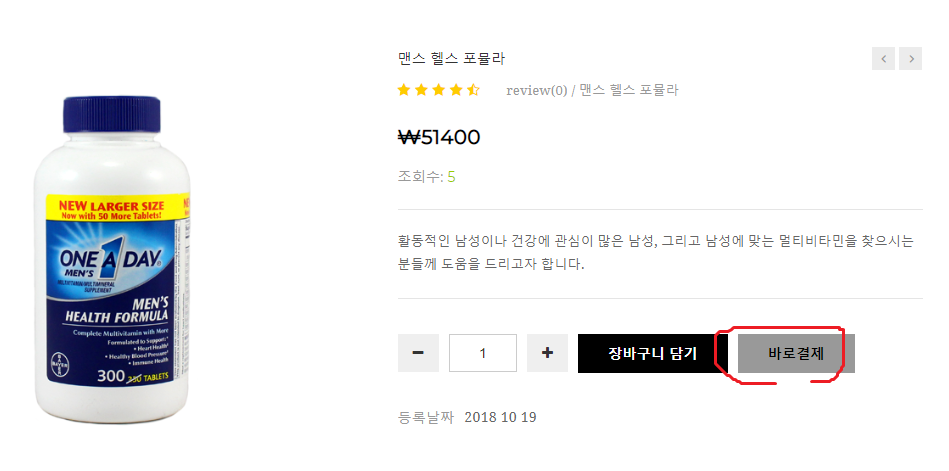 맨스 헬스 포뮬라
review(0) / 맨스 헬스 포뮬라
₩51400
조회수: 5
활동적인 남성이나 건강에 관심이 많은 남성, 그리고 남성에 맞는 멀티비타민을 찾으시는
분들께 도움을 드리고자 합니다.
- 1 + 장바구니 담기 바로결제
등록날짜 2018 10 19
NEW LARGER SIZE
Now with 50 More Tablets!
ONE A DAY
1
MEN'S
MULTIVITAMIN/MULTIMINERAL
SUPPLEMENT
MEN'S
HEALTH FORMULA
Complete Multivitamin with More
Formulated to Support:*
• Heart Health*
• Healthy Blood Pressure*
• Immune Health
BAYER
300 250 TABLETS